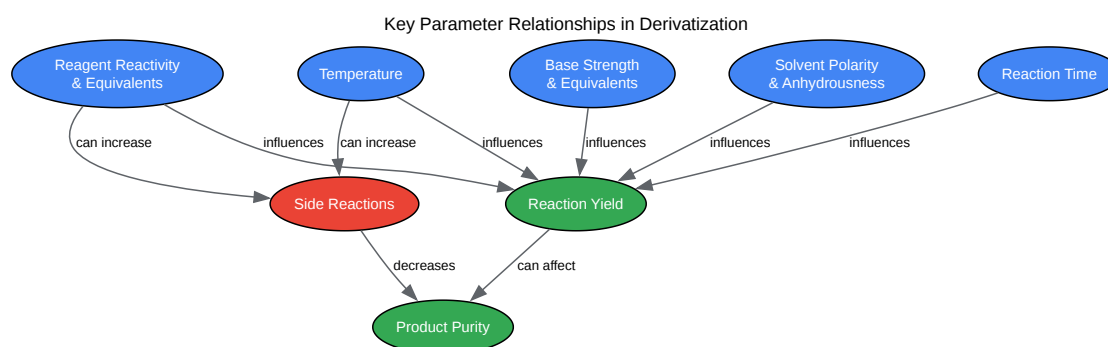 Key Parameter Relationships in Derivatization
Reagent Reactivity
& Equivalents
Temperature
Base Strength
& Equivalents
Solvent Polarity
& Anhydrousness
Reaction Time
can increase
influences
can increase
influences
influences
influences
influences
Side Reactions
Reaction Yield
decreases
can affect
Product Purity